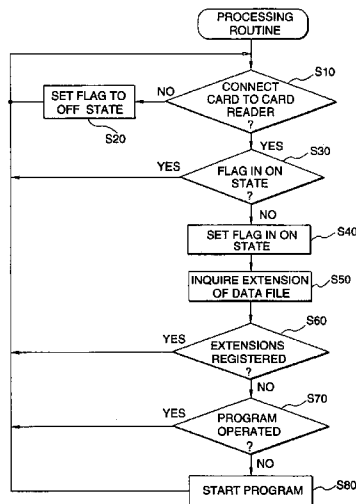 PROCESSING
ROUTINE
S10
CONNECT
CARD TO CARD
READER
?
NO
SET FLAG TO
OFF STATE
S20
YES
S30
FLAG IN ON
STATE
?
YES
NO
S40
SET FLAG IN ON
STATE
S50
INQUIRE EXTENSION
OF DATA FILE
S60
YES
EXTENSIONS
REGISTERED
?
NO
S70
YES
PROGRAM
OPERATED
?
NO
S80
START PROGRAM